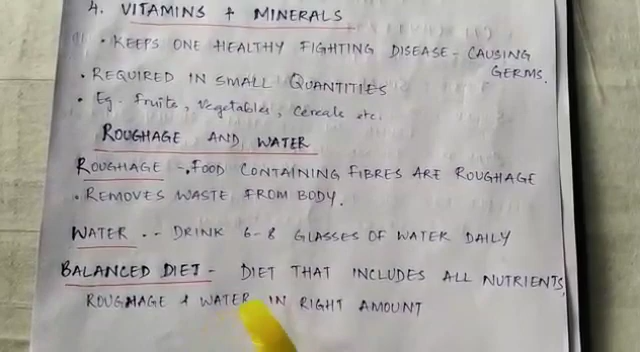 4. VITAMINS + MINERALS
• KEEPS ONE HEALTHY FIGHTING DISEASE - CAUSING
GERMS.
• REQUIRED IN SMALL QUANTITIES
• Eg. Fruits, Vegetables, Cereals etc.
ROUGHAGE AND WATER
ROUGHAGE - • FOOD CONTAINING FIBRES ARE ROUGHAGE
• REMOVES WASTE FROM BODY.
WATER • - DRINK 6-8 GLASSES OF WATER DAILY
BALANCED DIET - DIET THAT INCLUDES ALL NUTRIENTS,
ROUGHAGE & WATER IN RIGHT AMOUNT